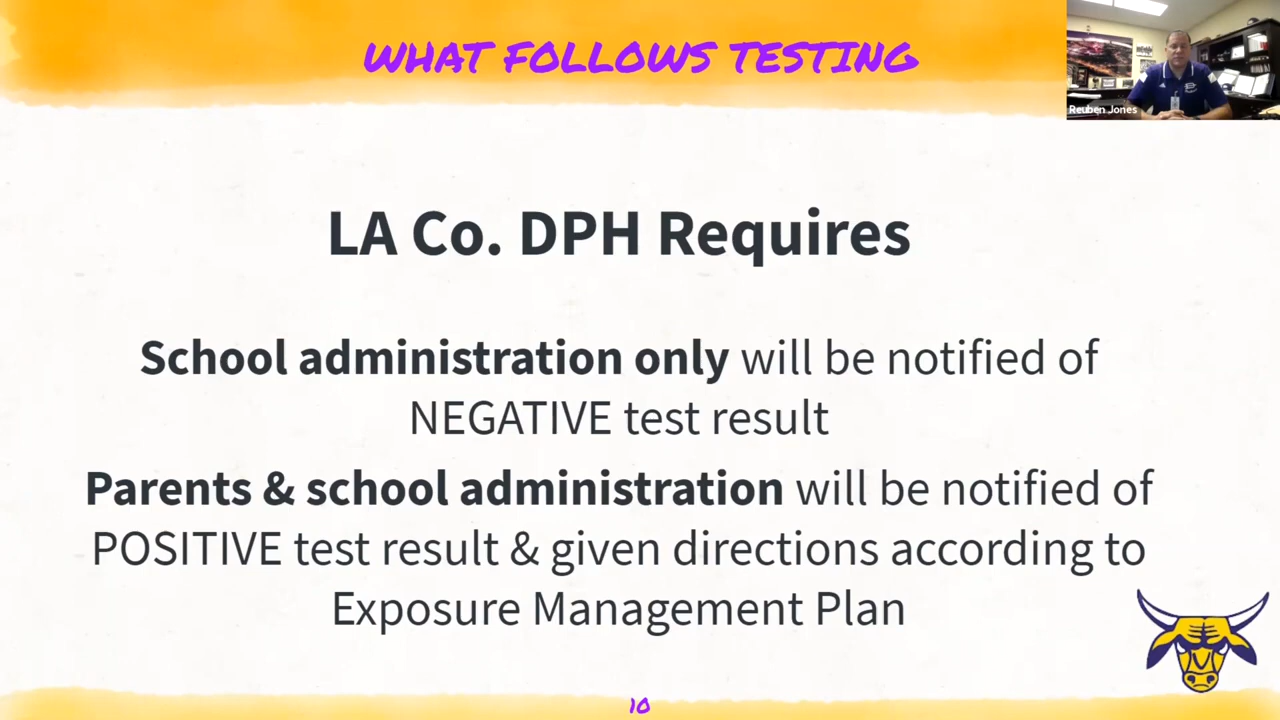 WHAT FOLLOWS TESTING
Reuben Jones
LA Co. DPH Requires
School administration only will be notified of
NEGATIVE test result
Parents & school administration will be notified of
POSITIVE test result & given directions according to
Exposure Management Plan
10